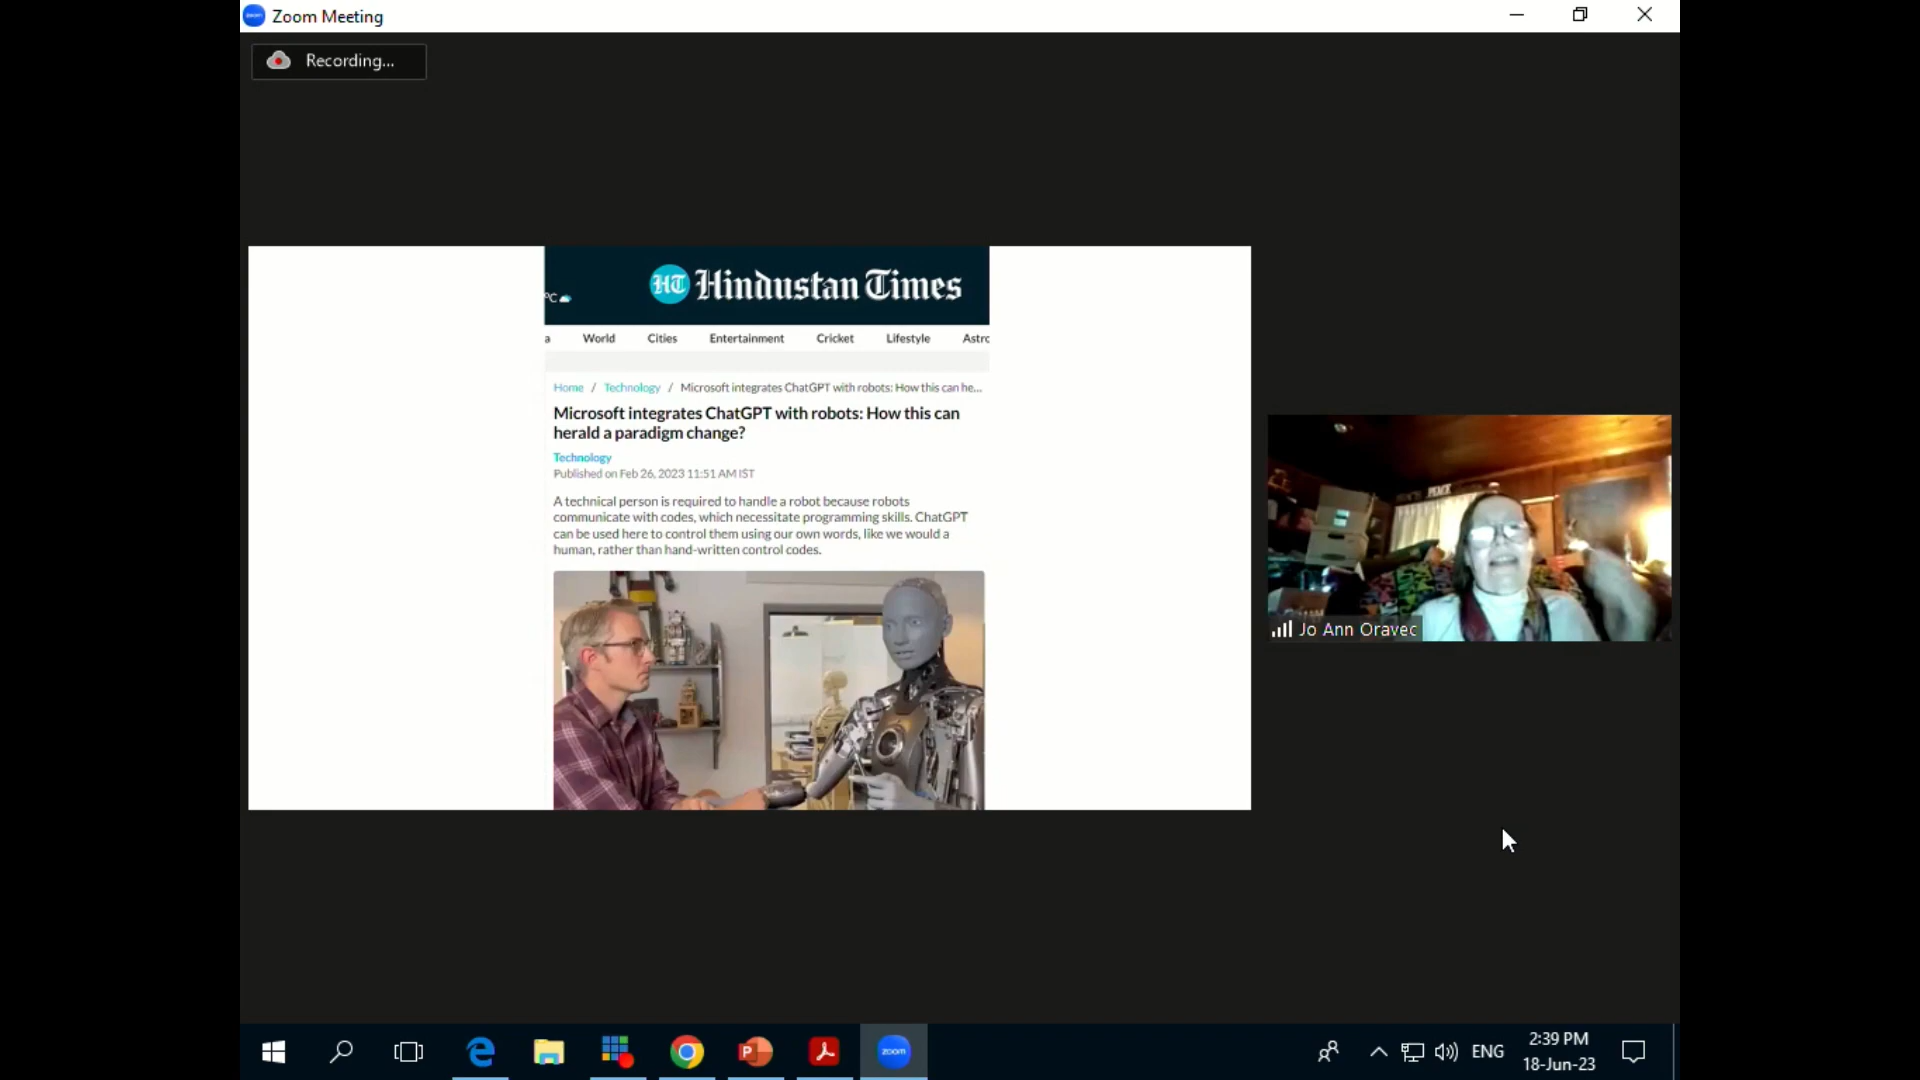 Zoom Meeting
Recording...
°C
HT Hindustan Times
a World Cities Entertainment Cricket Lifestyle Astro
Home / Technology / Microsoft integrates ChatGPT with robots: How this can he...
Microsoft integrates ChatGPT with robots: How this can
herald a paradigm change?
Technology
Published on Feb 26, 2023 11:51 AM IST
A technical person is required to handle a robot because robots
communicate with codes, which necessitate programming skills. ChatGPT
can be used here to control them using our own words, like we would a
human, rather than hand-written control codes.
PEACE
Jo Ann Oravec
zoom
ENG
2:39 PM
18-Jun-23